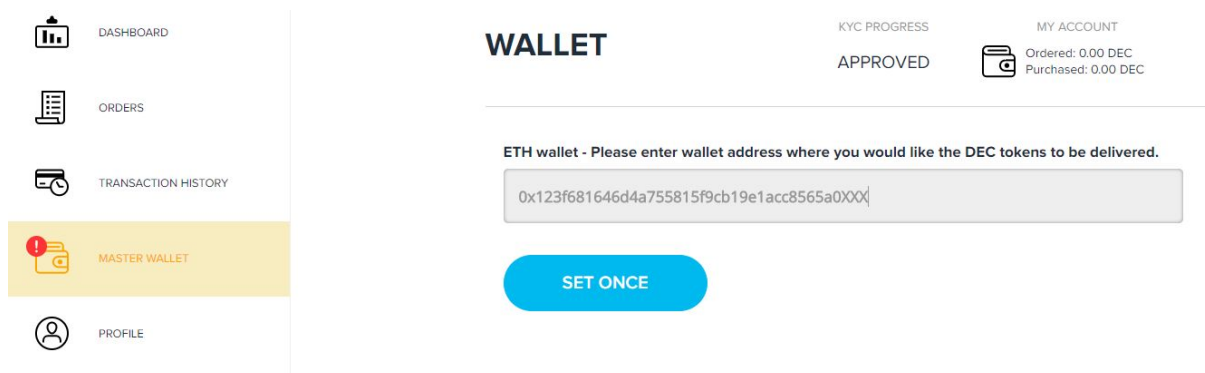 DASHBOARD
ORDERS
TRANSACTION HISTORY
!
MASTER WALLET
PROFILE
WALLET
KYC PROGRESS
APPROVED
MY ACCOUNT
Ordered: 0.00 DEC
Purchased: 0.00 DEC
ETH wallet - Please enter wallet address where you would like the DEC tokens to be delivered.
0x123f681646d4a755815f9cb19e1acc8565a0XXX
SET ONCE